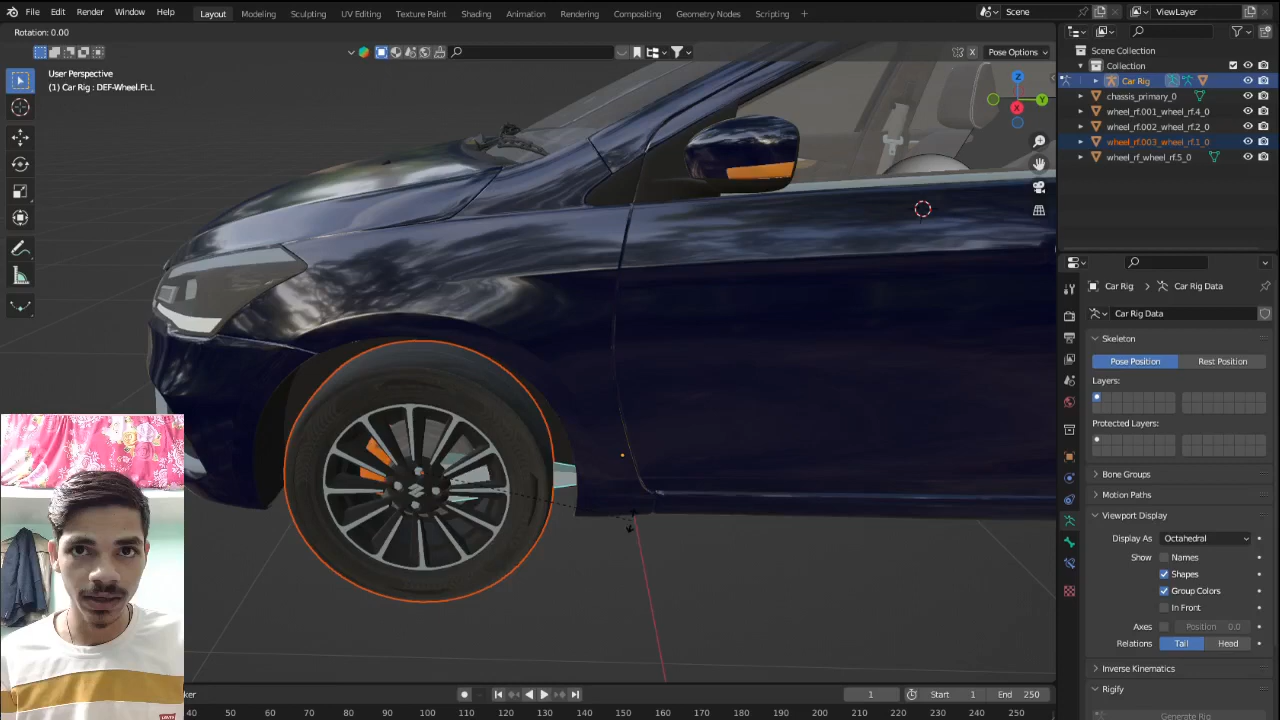 File Edit Render Window Help
Layout Modeling Sculpting UV Editing Texture Paint Shading Animation Rendering Compositing Geometry Nodes Scripting +
Scene
ViewLayer
Rotation: 0.00
Pose Options
User Perspective
(1) Car Rig : DEF-Wheel.Ft.L
Z
Y
X
Scene Collection
Collection
Car Rig
chassis_primary_0
wheel_rf.001_wheel_rf.4_0
wheel_rf.002_wheel_rf.2_0
wheel_rf.003_wheel_rf.1_0
wheel_rf_wheel_rf.5_0
Car Rig > Car Rig Data
Car Rig Data
Skeleton
Pose Position Rest Position
Layers:
Protected Layers:
Bone Groups
Motion Paths
Viewport Display
Display As Octahedral
Show Names
Shapes
Group Colors
In Front
Axes Position 0.0
Relations Tail Head
Inverse Kinematics
Rigify
Generate Rig
LEVI'S
ker
1 Start 1 End 250
40 50 60 70 80 90 100 110 120 130 140 150 160 170 180 190 200 210 220 230 240 250